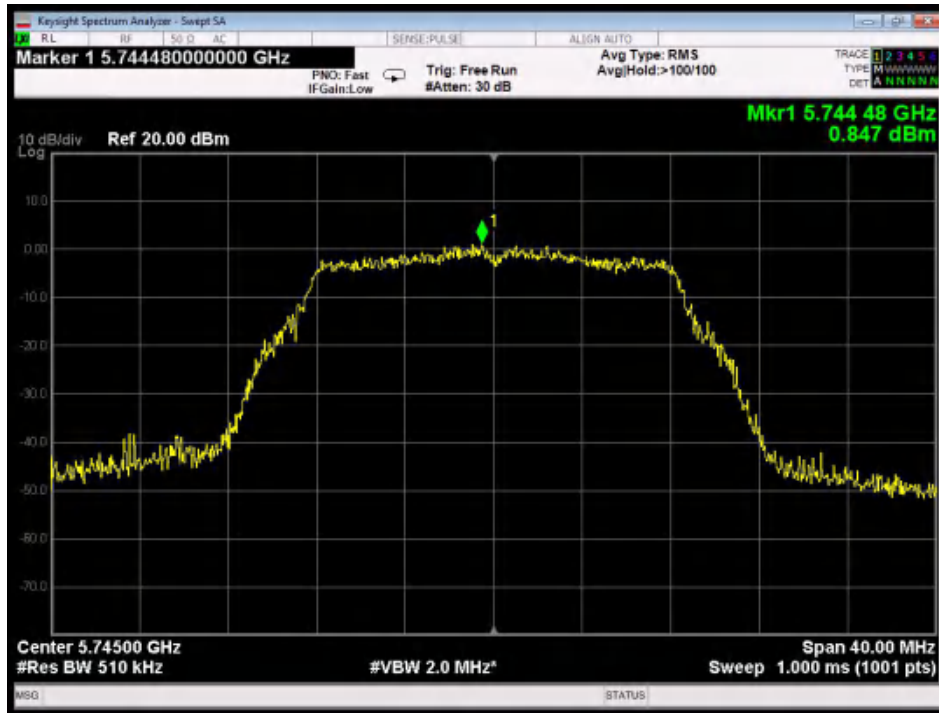 Keysight Spectrum Analyzer - Swept SA
LXI RL RF 50 Ω AC SENSE:PULSE ALIGN AUTO
Marker 1 5.744480000000 GHz
PNO: Fast
IFGain:Low
Trig: Free Run
#Atten: 30 dB
Avg Type: RMS
Avg|Hold:>100/100
TRACE 1 2 3 4 5 6
TYPE MWWWWW
DET A N N N N N
Mkr1 5.744 48 GHz
0.847 dBm
10 dB/div Ref 20.00 dBm
Log
10.0
0.00
-10.0
-20.0
-30.0
-40.0
-50.0
-60.0
-70.0
1
Center 5.74500 GHz
#Res BW 510 kHz
#VBW 2.0 MHz*
Span 40.00 MHz
Sweep 1.000 ms (1001 pts)
MSG STATUS